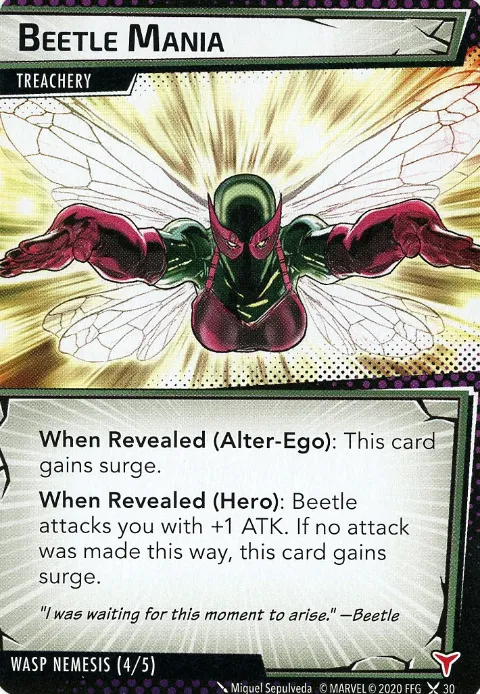 BEETLE MANIA
TREACHERY
When Revealed (Alter-Ego): This card
gains surge.
When Revealed (Hero): Beetle
attacks you with +1 ATK. If no attack
was made this way, this card gains
surge.
"I was waiting for this moment to arise." —Beetle
WASP NEMESIS (4/5)
Miquel Sepulveda © MARVEL © 2020 FFG 30